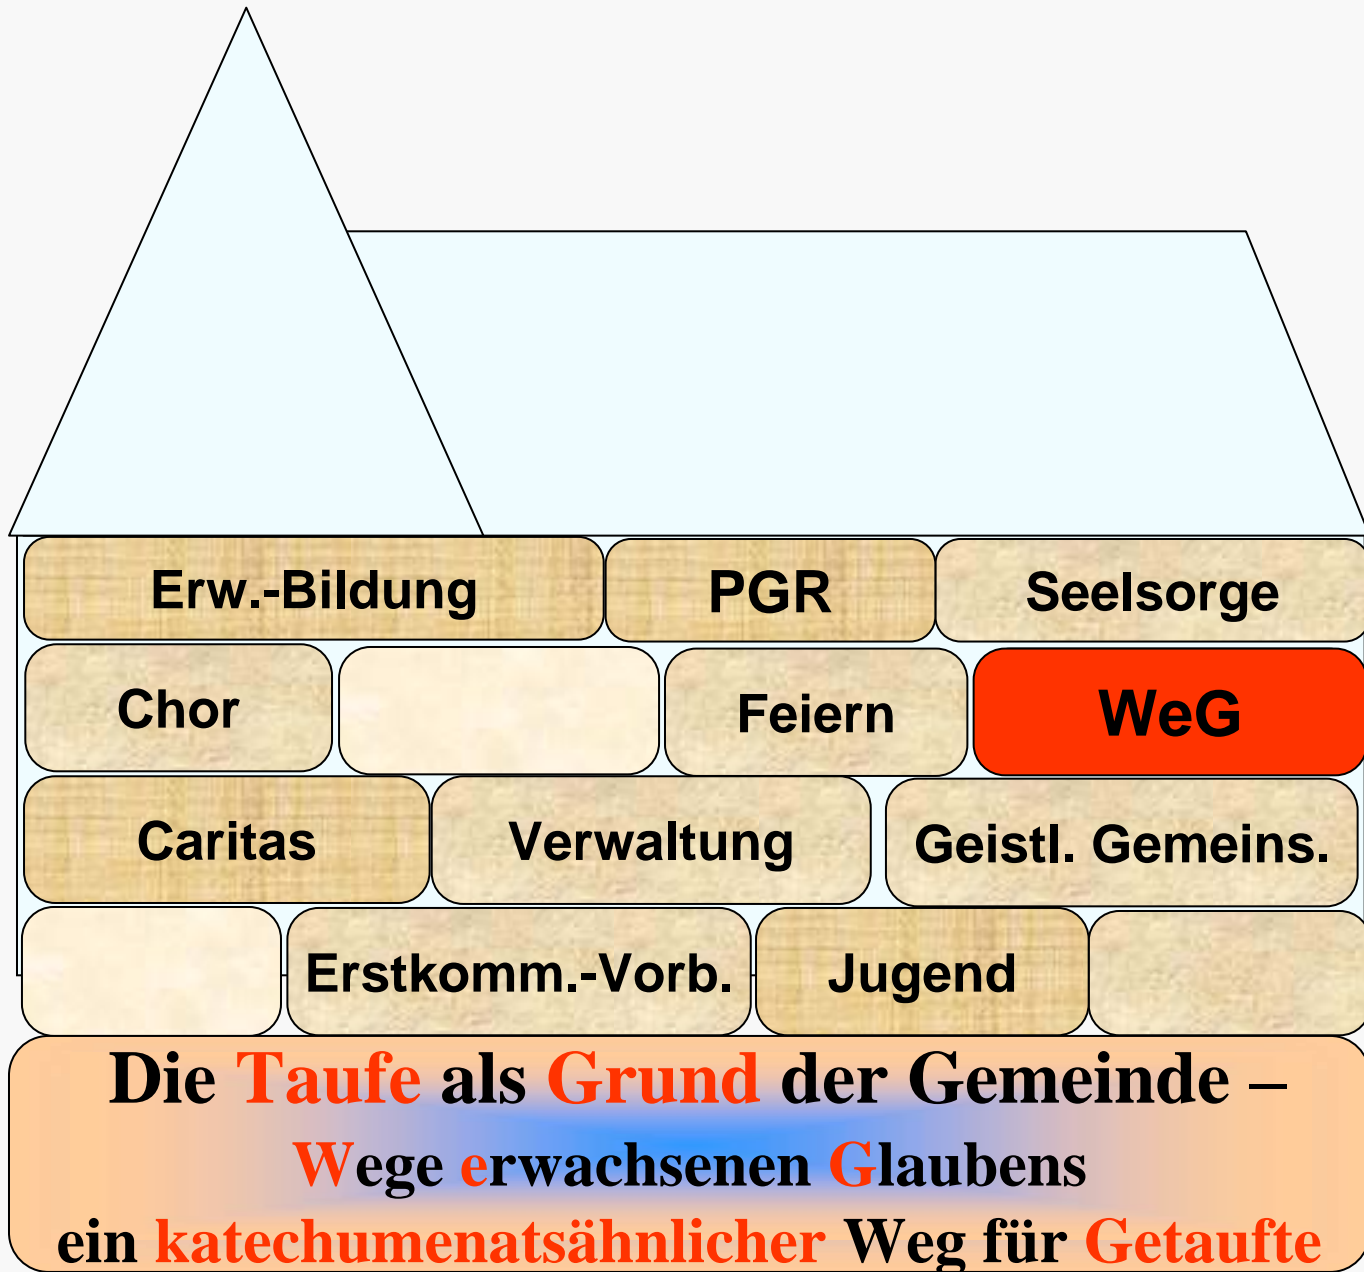 Erw.-Bildung PGR Seelsorge
Chor Feiern WeG
Caritas Verwaltung Geistl. Gemeins.
Erstkomm.-Vorb. Jugend
Die Taufe als Grund der Gemeinde –
Wege erwachsenen Glaubens
ein katechumenatsähnlicher Weg für Getaufte